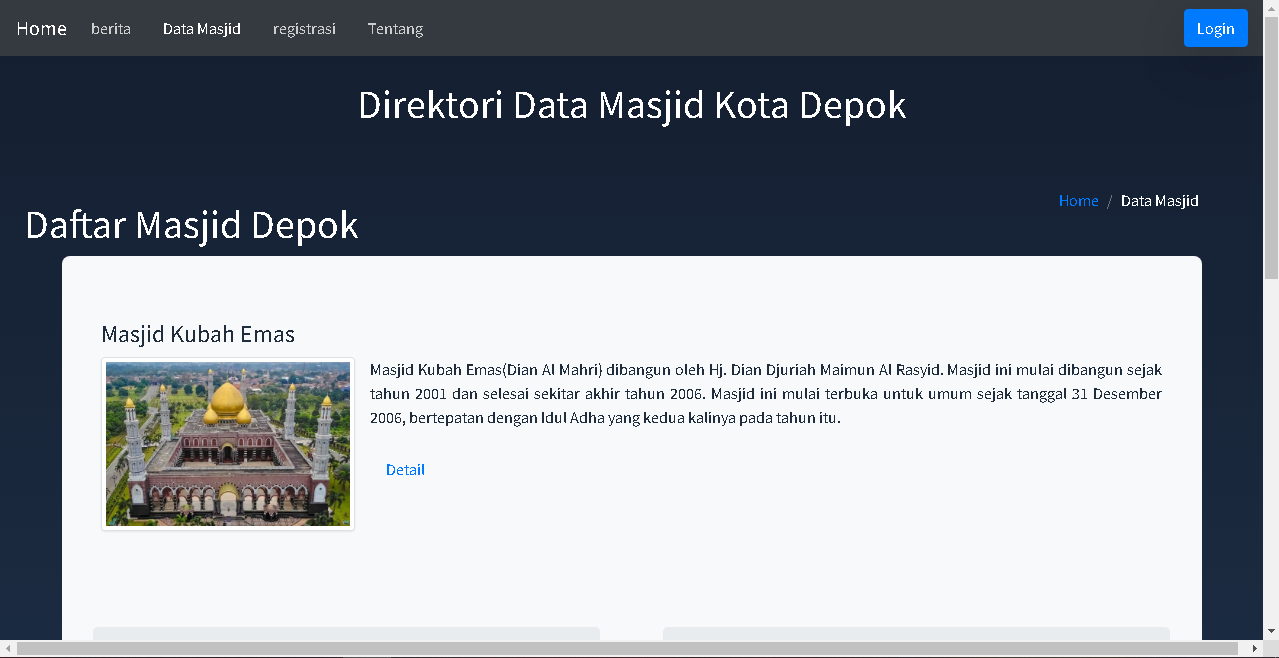 Home berita Data Masjid registrasi Tentang Login
Direktori Data Masjid Kota Depok
Home / Data Masjid
Daftar Masjid Depok
Masjid Kubah Emas
Masjid Kubah Emas(Dian Al Mahri) dibangun oleh Hj. Dian Djuriah Maimun Al Rasyid. Masjid ini mulai dibangun sejak
tahun 2001 dan selesai sekitar akhir tahun 2006. Masjid ini mulai terbuka untuk umum sejak tanggal 31 Desember
2006, bertepatan dengan Idul Adha yang kedua kalinya pada tahun itu.
Detail